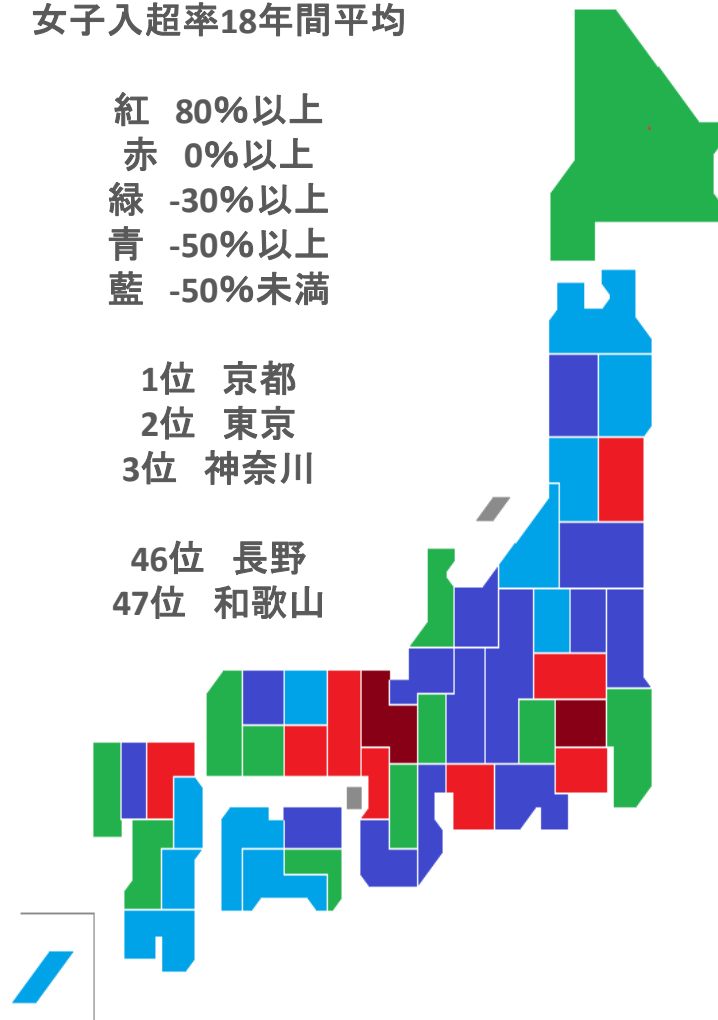 女子入超率18年間平均
紅 80%以上
赤 0%以上
緑 -30%以上
青 -50%以上
藍 -50%未満
1位 京都
2位 東京
3位 神奈川
46位 長野
47位 和歌山